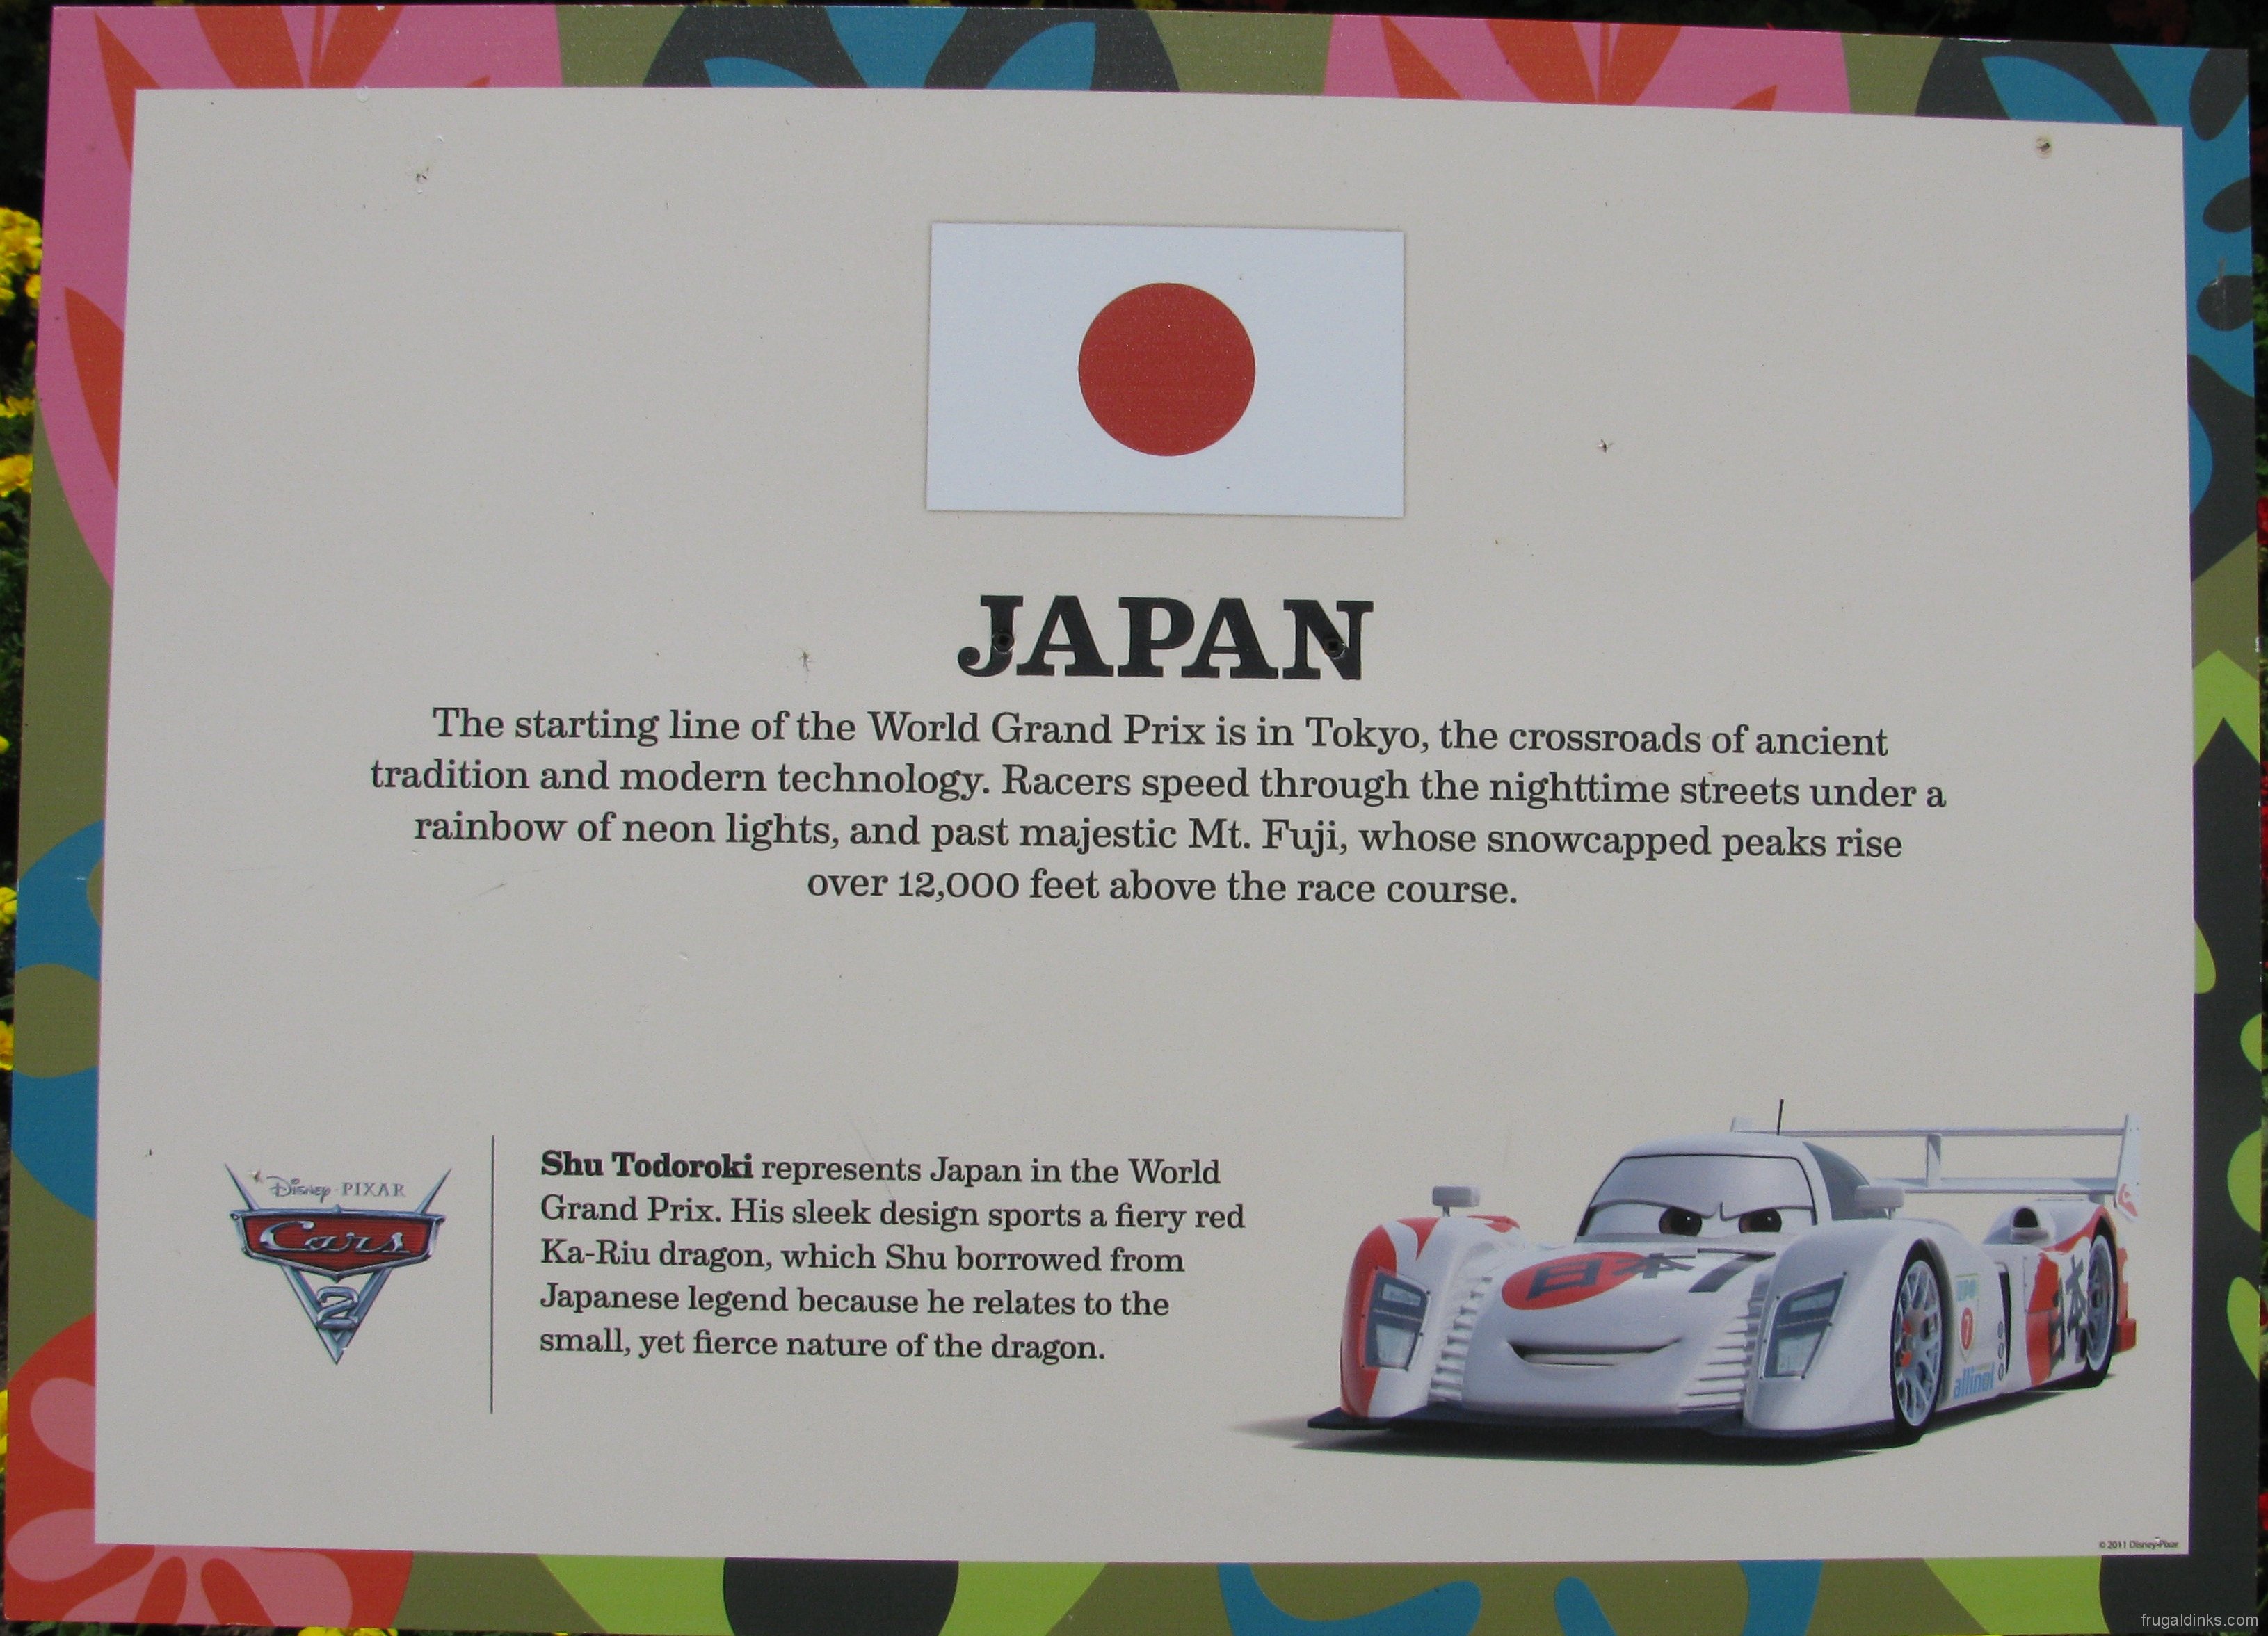 JAPAN
The starting line of the World Grand Prix is in Tokyo, the crossroads of ancient
tradition and modern technology. Racers speed through the nighttime streets under a
rainbow of neon lights, and past majestic Mt. Fuji, whose snowcapped peaks rise
over 12,000 feet above the race course.
Disney·PIXAR
Cars
2
Shu Todoroki represents Japan in the World
Grand Prix. His sleek design sports a fiery red
Ka-Riu dragon, which Shu borrowed from
Japanese legend because he relates to the
small, yet fierce nature of the dragon.
日本7
7
allinol
日本
© 2011 Disney•Pixar
frugaldinks.com